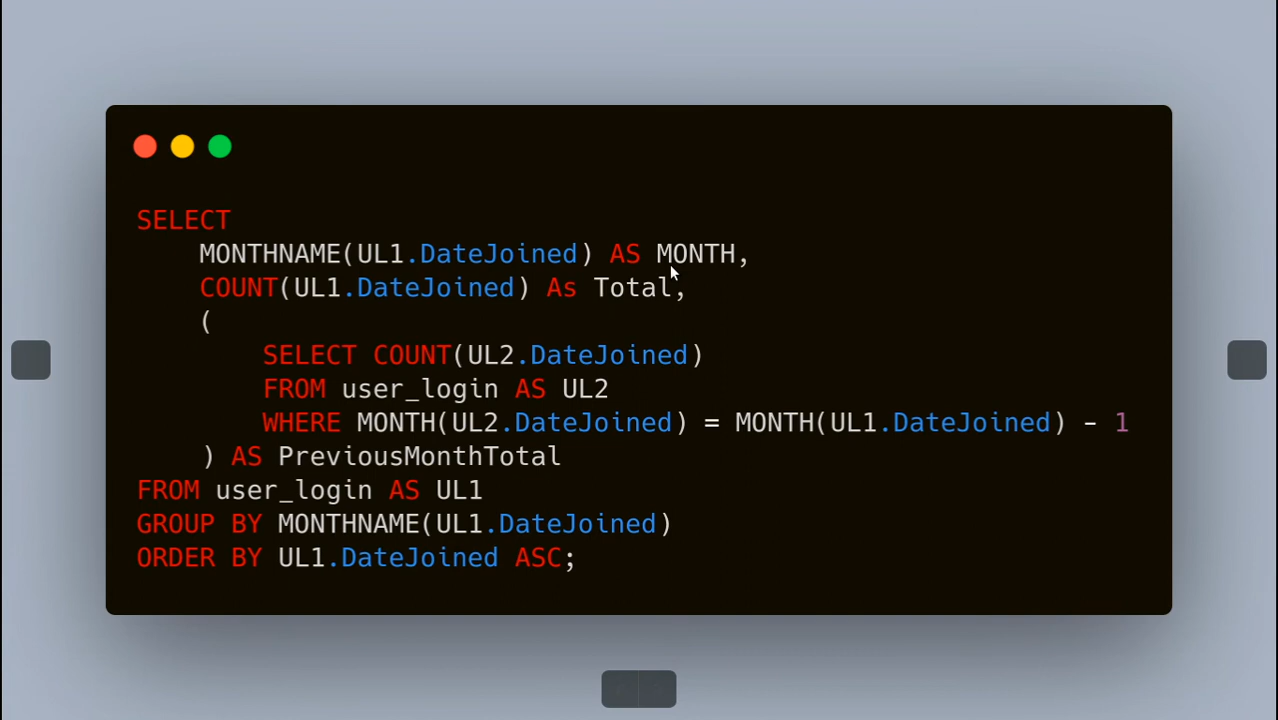 SELECT
MONTHNAME(UL1.DateJoined) AS MONTH,
COUNT(UL1.DateJoined) As Total,
(
SELECT COUNT(UL2.DateJoined)
FROM user_login AS UL2
WHERE MONTH(UL2.DateJoined) = MONTH(UL1.DateJoined) - 1
) AS PreviousMonthTotal
FROM user_login AS UL1
GROUP BY MONTHNAME(UL1.DateJoined)
ORDER BY UL1.DateJoined ASC;